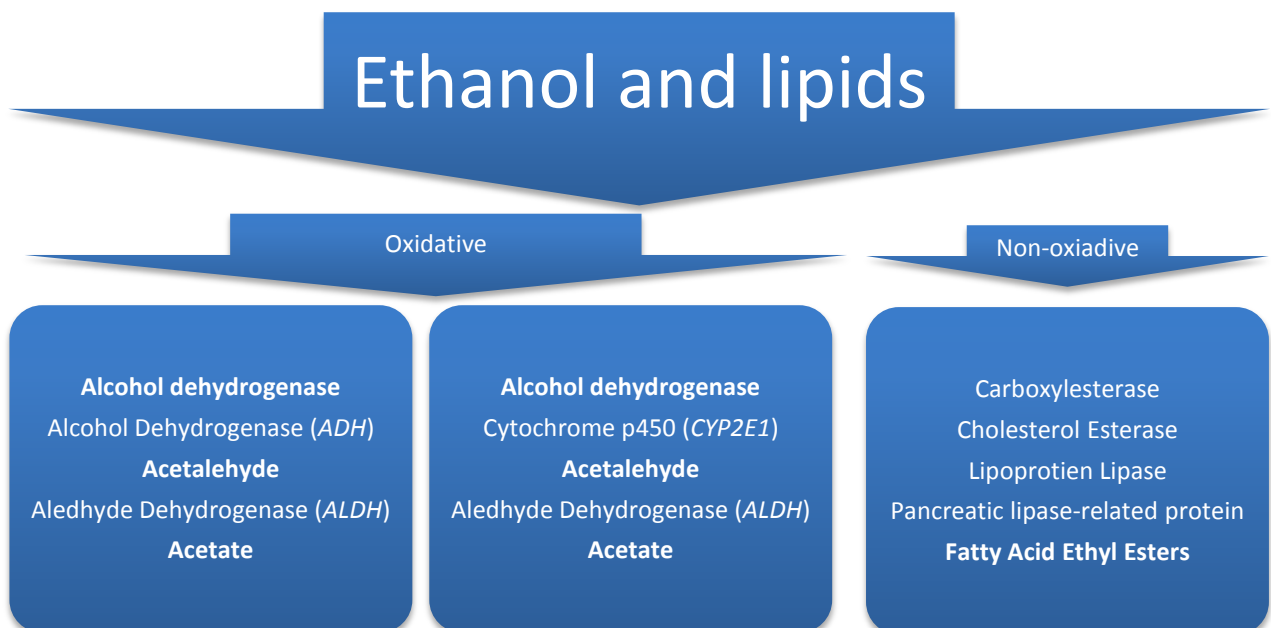 Ethanol and lipids
Oxidative
Non-oxiadive
Alcohol dehydrogenase
Alcohol Dehydrogenase (ADH)
Acetalehyde
Aledhyde Dehydrogenase (ALDH)
Acetate
Alcohol dehydrogenase
Cytochrome p450 (CYP2E1)
Acetalehyde
Aledhyde Dehydrogenase (ALDH)
Acetate
Carboxylesterase
Cholesterol Esterase
Lipoprotien Lipase
Pancreatic lipase-related protein
Fatty Acid Ethyl Esters